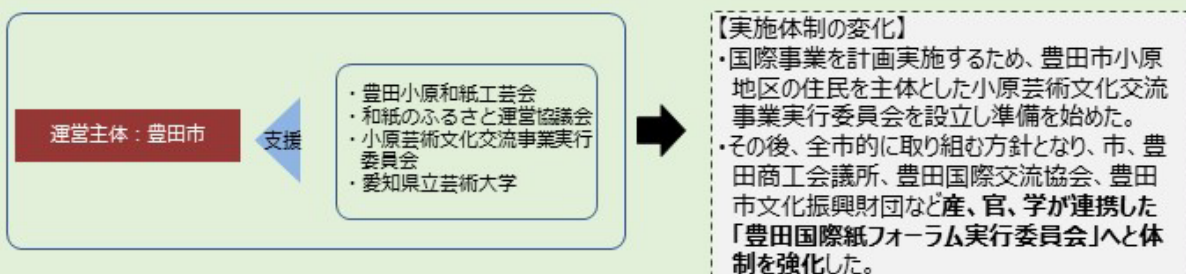 運営主体：豊田市
支援
・豊田小原和紙工芸会
・和紙のふるさと運営協議会
・小原芸術文化交流事業実行
委員会
・愛知県立芸術大学
【実施体制の変化】
・国際事業を計画実施するため、豊田市小原
地区の住民を主体とした小原芸術文化交流
事業実行委員会を設立し準備を始めた。
・その後、全市的に取り組む方針となり、市、豊
田商工会議所、豊田国際交流協会、豊田
市文化振興財団など産、官、学が連携した
「豊田国際紙フォーラム実行委員会」へと体
制を強化した。